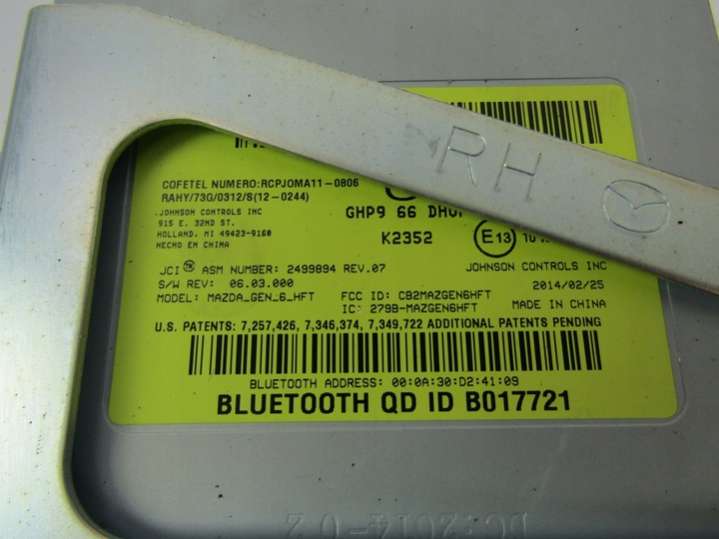 RH
COFETEL NUMERO:RCPJOMA11-0806
RAHY/73G/0312/S(12-0244)
JOHNSON CONTROLS INC
915 E. 32ND ST.
HOLLAND, MI 49423-9160
HECHO EN CHINA
GHP9 66
K2352
E13
JCI ASM NUMBER: 2499894 REV.07
JOHNSON CONTROLS INC
S/W REV: 06.03.000
2014/02/25
MODEL: MAZDA_GEN_6_HFT
FCC ID: CB2MAZGEN6HFT
MADE IN CHINA
IC: 279B-MAZGEN6HFT
U.S. PATENTS: 7,257,426, 7,346,374, 7,349,722 ADDITIONAL PATENTS PENDING
BLUETOOTH ADDRESS: 00:0A:30:D2:41:09
BLUETOOTH QD ID B017721